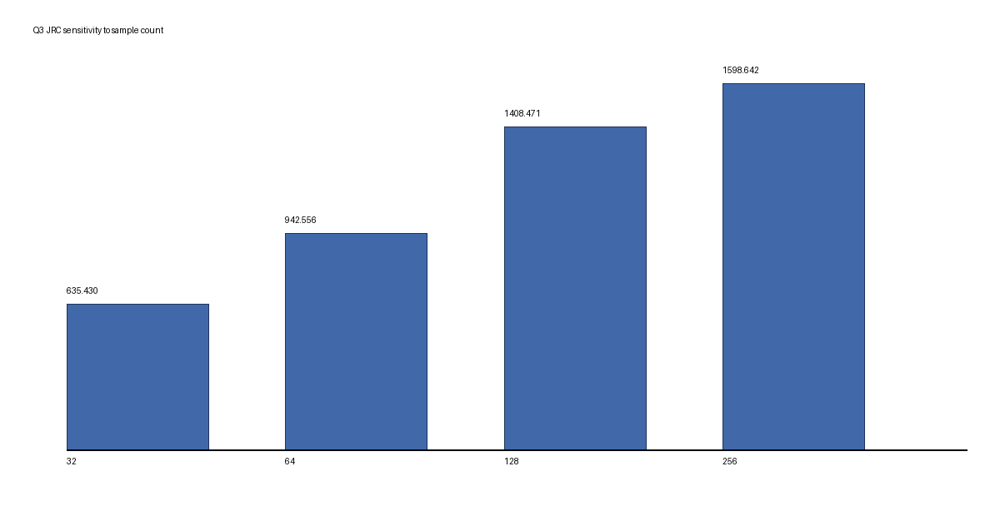 Q3 JRC sensitivity to sample count
1598.642
1408.471
942.556
635.430
32 64 128 256